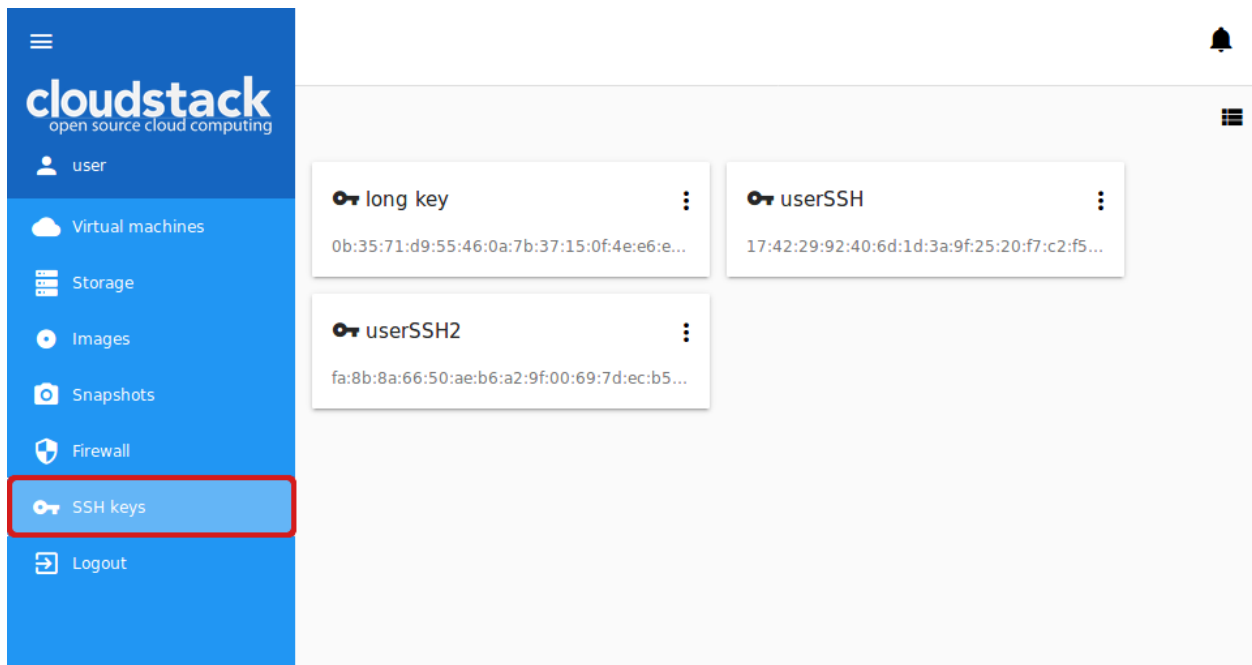 cloudstack
open source cloud computing
user
Virtual machines
Storage
Images
Snapshots
Firewall
SSH keys
Logout
long key
0b:35:71:d9:55:46:0a:7b:37:15:0f:4e:e6:e...
userSSH
17:42:29:92:40:6d:1d:3a:9f:25:20:f7:c2:f5...
userSSH2
fa:8b:8a:66:50:ae:b6:a2:9f:00:69:7d:ec:b5...